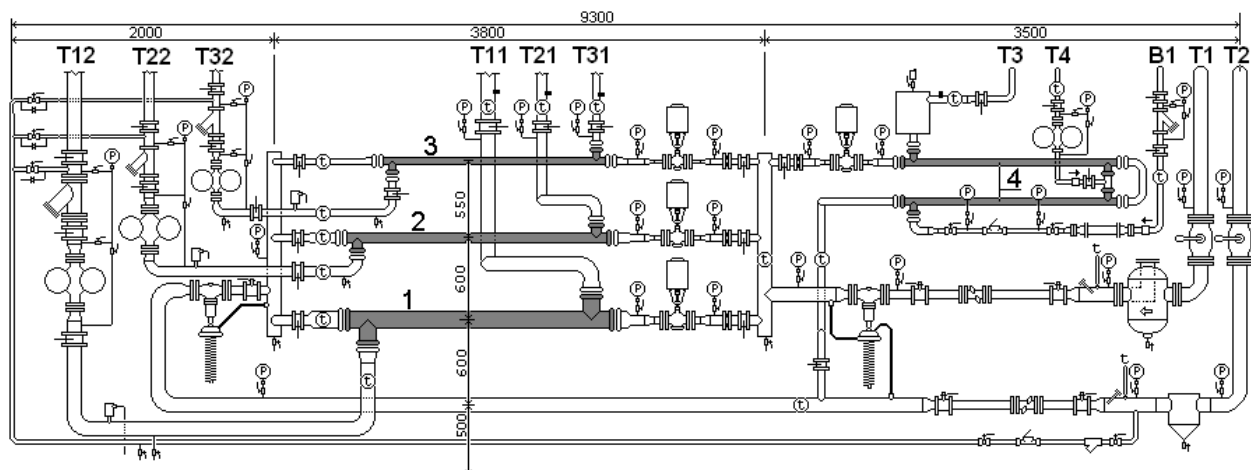 9300
2000 3800 3500
T12 T22 T32 T11 T21 T31 T3 T4 B1 T1 T2
P P P P P P P
t t t t t
P P P P
3
t
4
550
P P P P P P
t
2
t
P P
600
t t t
P P P t P
1
t
P P
600
t
P t P P
t
500